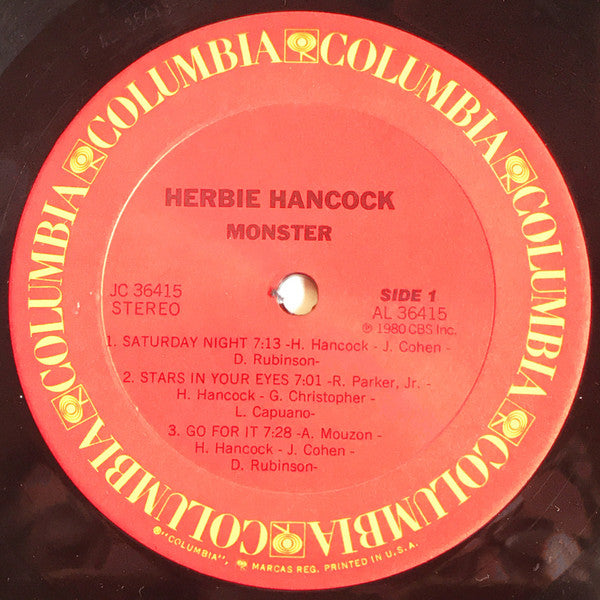 COLUMBIA COLUMBIA COLUMBIA COLUMBIA COLUMBIA COLUMBIA COLUMBIA COLUMBIA
HERBIE HANCOCK
MONSTER
JC 36415
STEREO
SIDE 1
AL 36415
℗ 1980 CBS Inc.
1. SATURDAY NIGHT 7:13 -H. Hancock - J. Cohen -
D. Rubinson-
2. STARS IN YOUR EYES 7:01 -R. Parker, Jr. -
H. Hancock - G. Christopher -
L. Capuano-
3. GO FOR IT 7:28 -A. Mouzon -
H. Hancock - J. Cohen -
D. Rubinson-
®"COLUMBIA", MARCAS REG. PRINTED IN U.S.A.